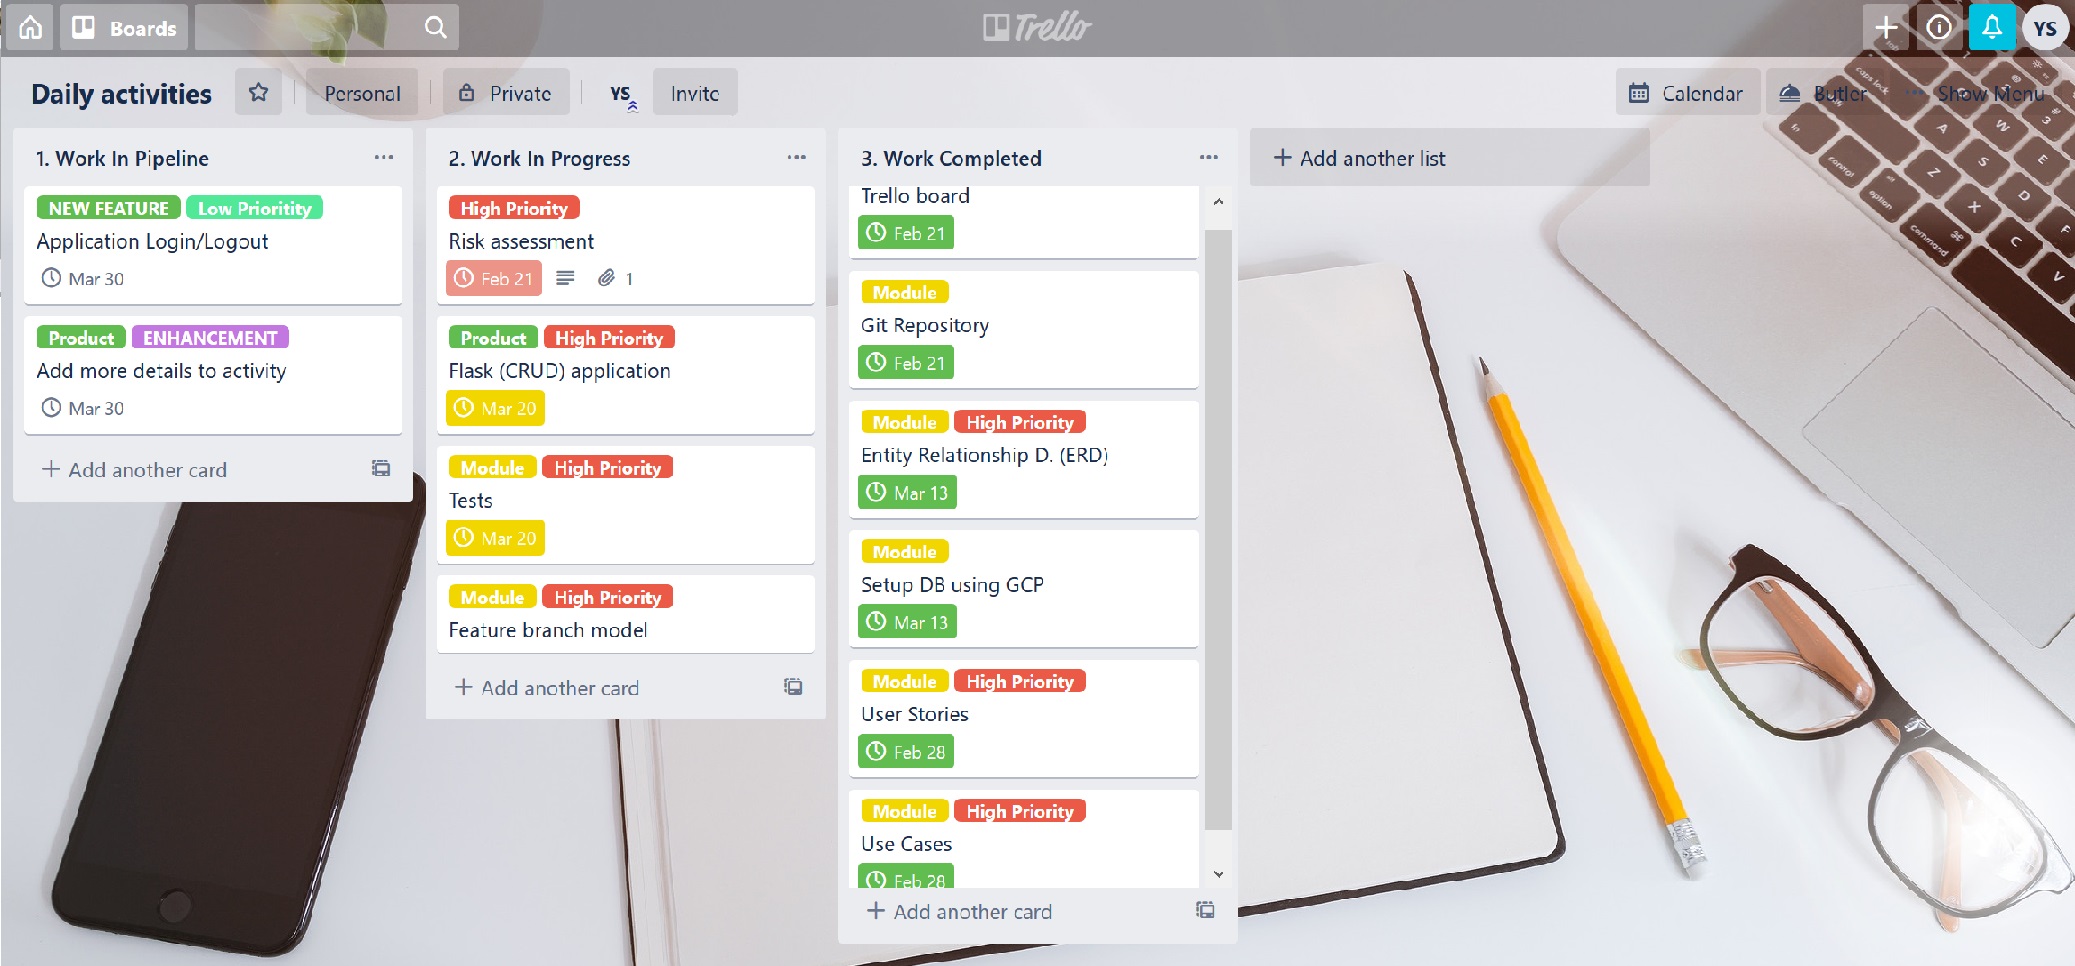 Boards
Trello
YS
Daily activities
Personal
Private
YS
Invite
Calendar
Butler
Show Menu
1. Work In Pipeline
NEW FEATURE Low Prioritity
Application Login/Logout
Mar 30
Product ENHANCEMENT
Add more details to activity
Mar 30
Add another card
2. Work In Progress
High Priority
Risk assessment
Feb 21 1
Product High Priority
Flask (CRUD) application
Mar 20
Module High Priority
Tests
Mar 20
Module High Priority
Feature branch model
Add another card
3. Work Completed
Trello board
Feb 21
Module
Git Repository
Feb 21
Module High Priority
Entity Relationship D. (ERD)
Mar 13
Module
Setup DB using GCP
Mar 13
Module High Priority
User Stories
Feb 28
Module High Priority
Use Cases
Feb 28
Add another card
Add another list